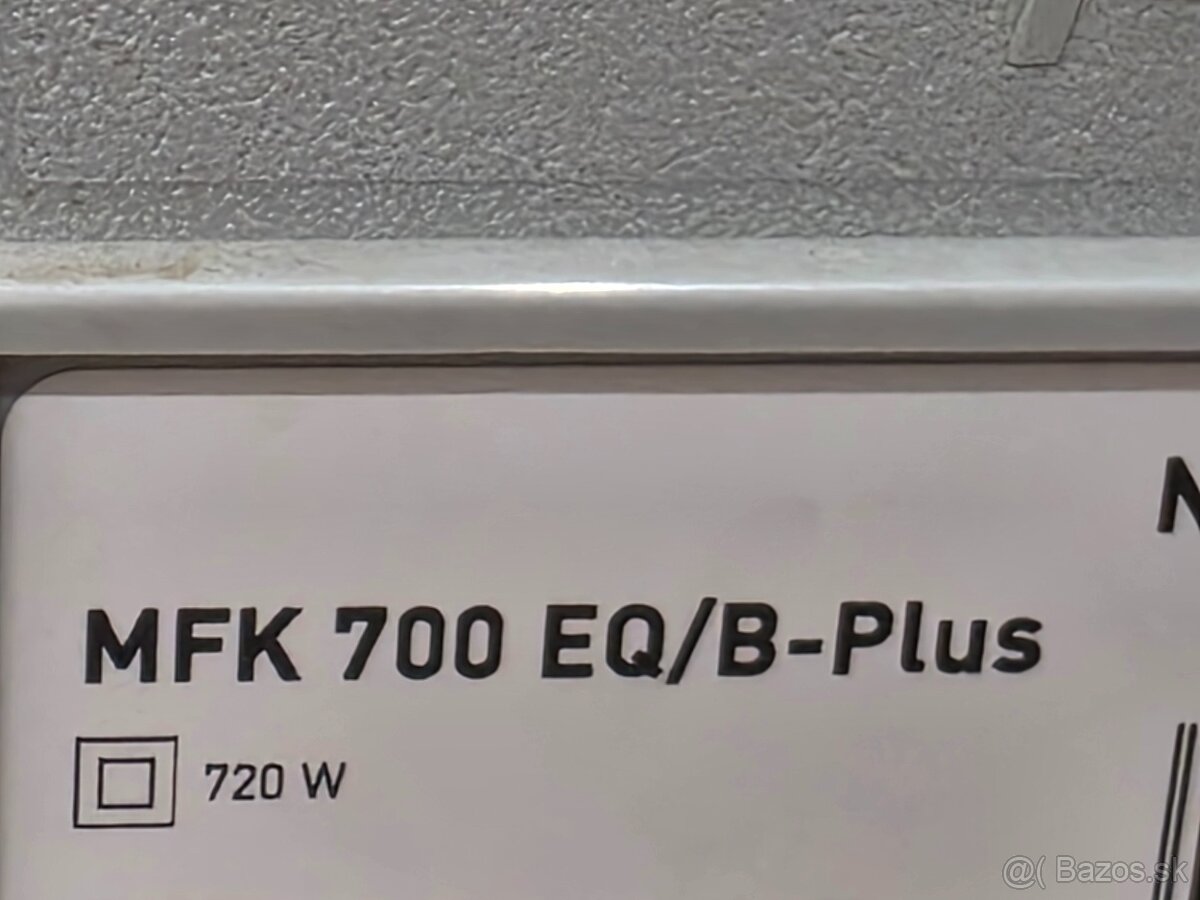 MFK 700 EQ/B-Plus
720 W
@( Bazos.sk